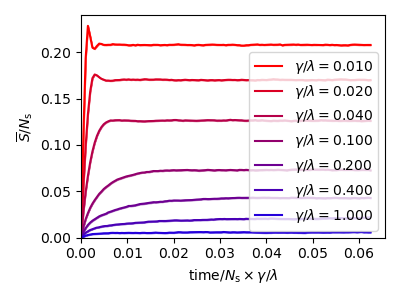 S̅/Nₛ
0.20
0.15
0.10
0.05
0.00
γ/λ = 0.010
γ/λ = 0.020
γ/λ = 0.040
γ/λ = 0.100
γ/λ = 0.200
γ/λ = 0.400
γ/λ = 1.000
0.00 0.01 0.02 0.03 0.04 0.05 0.06
time/Nₛ × γ/λ